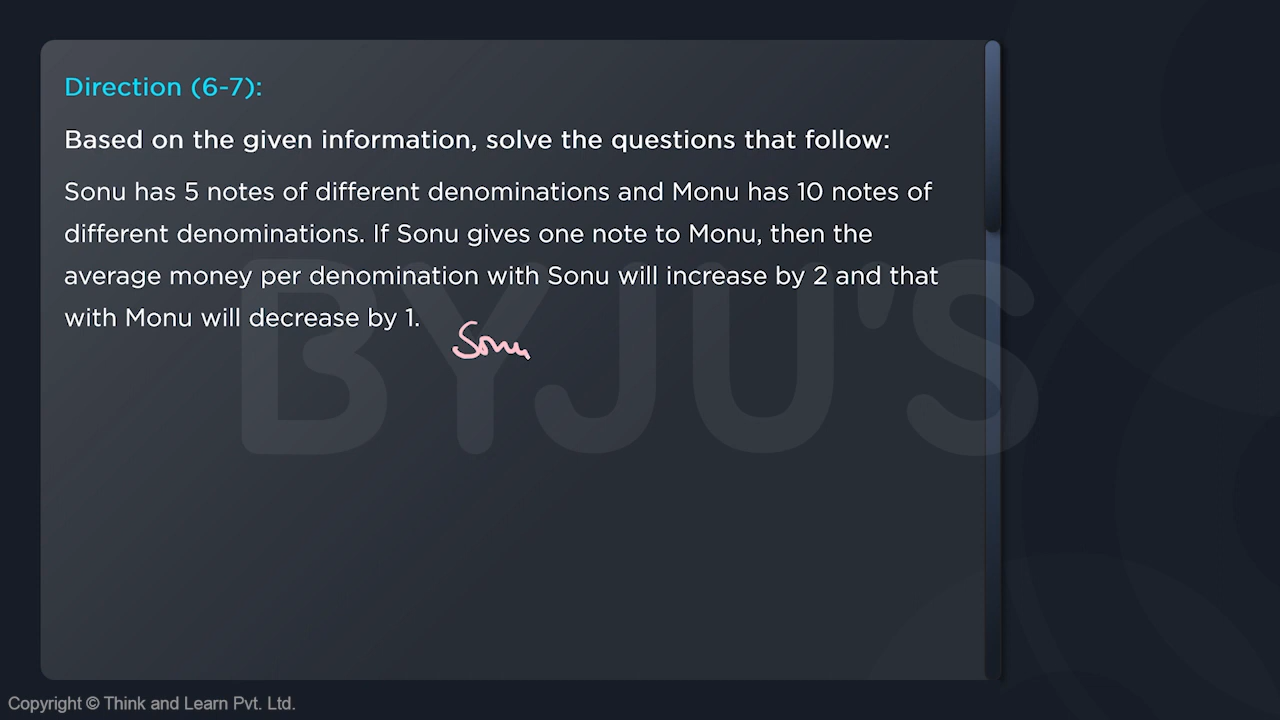 Direction (6-7):
Based on the given information, solve the questions that follow:
Sonu has 5 notes of different denominations and Monu has 10 notes of
different denominations. If Sonu gives one note to Monu, then the
average money per denomination with Sonu will increase by 2 and that
with Monu will decrease by 1.
Sonu
BYJU'S
Copyright © Think and Learn Pvt. Ltd.